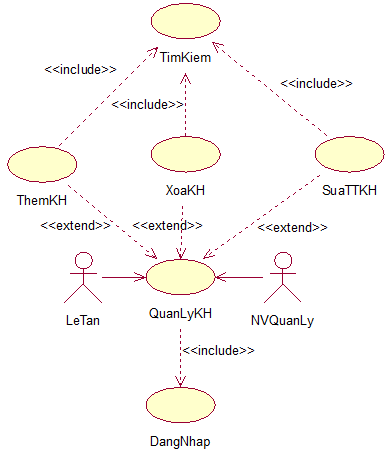 TimKiem
<<include>>
<<include>>
<<include>>
ThemKH
XoaKH
SuaTTKH
<<extend>>
<<extend>>
<<extend>>
LeTan
QuanLyKH
NVQuanLy
<<include>>
DangNhap